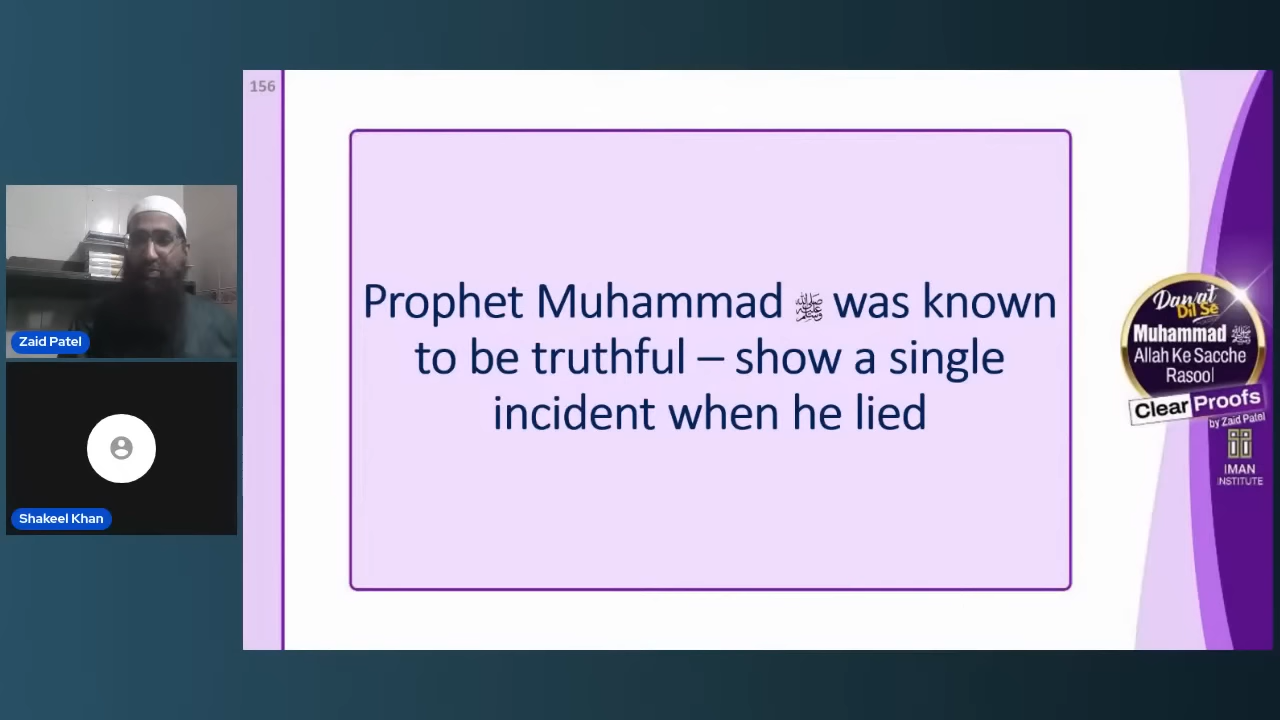 156
Prophet Muhammad ﷺ was known
to be truthful – show a single
incident when he lied
Zaid Patel
Shakeel Khan
Dawat
Dil Se
Muhammad ﷺ
Allah Ke Sacche
Rasool
Clear Proofs
by Zaid Patel
IMAN
INSTITUTE